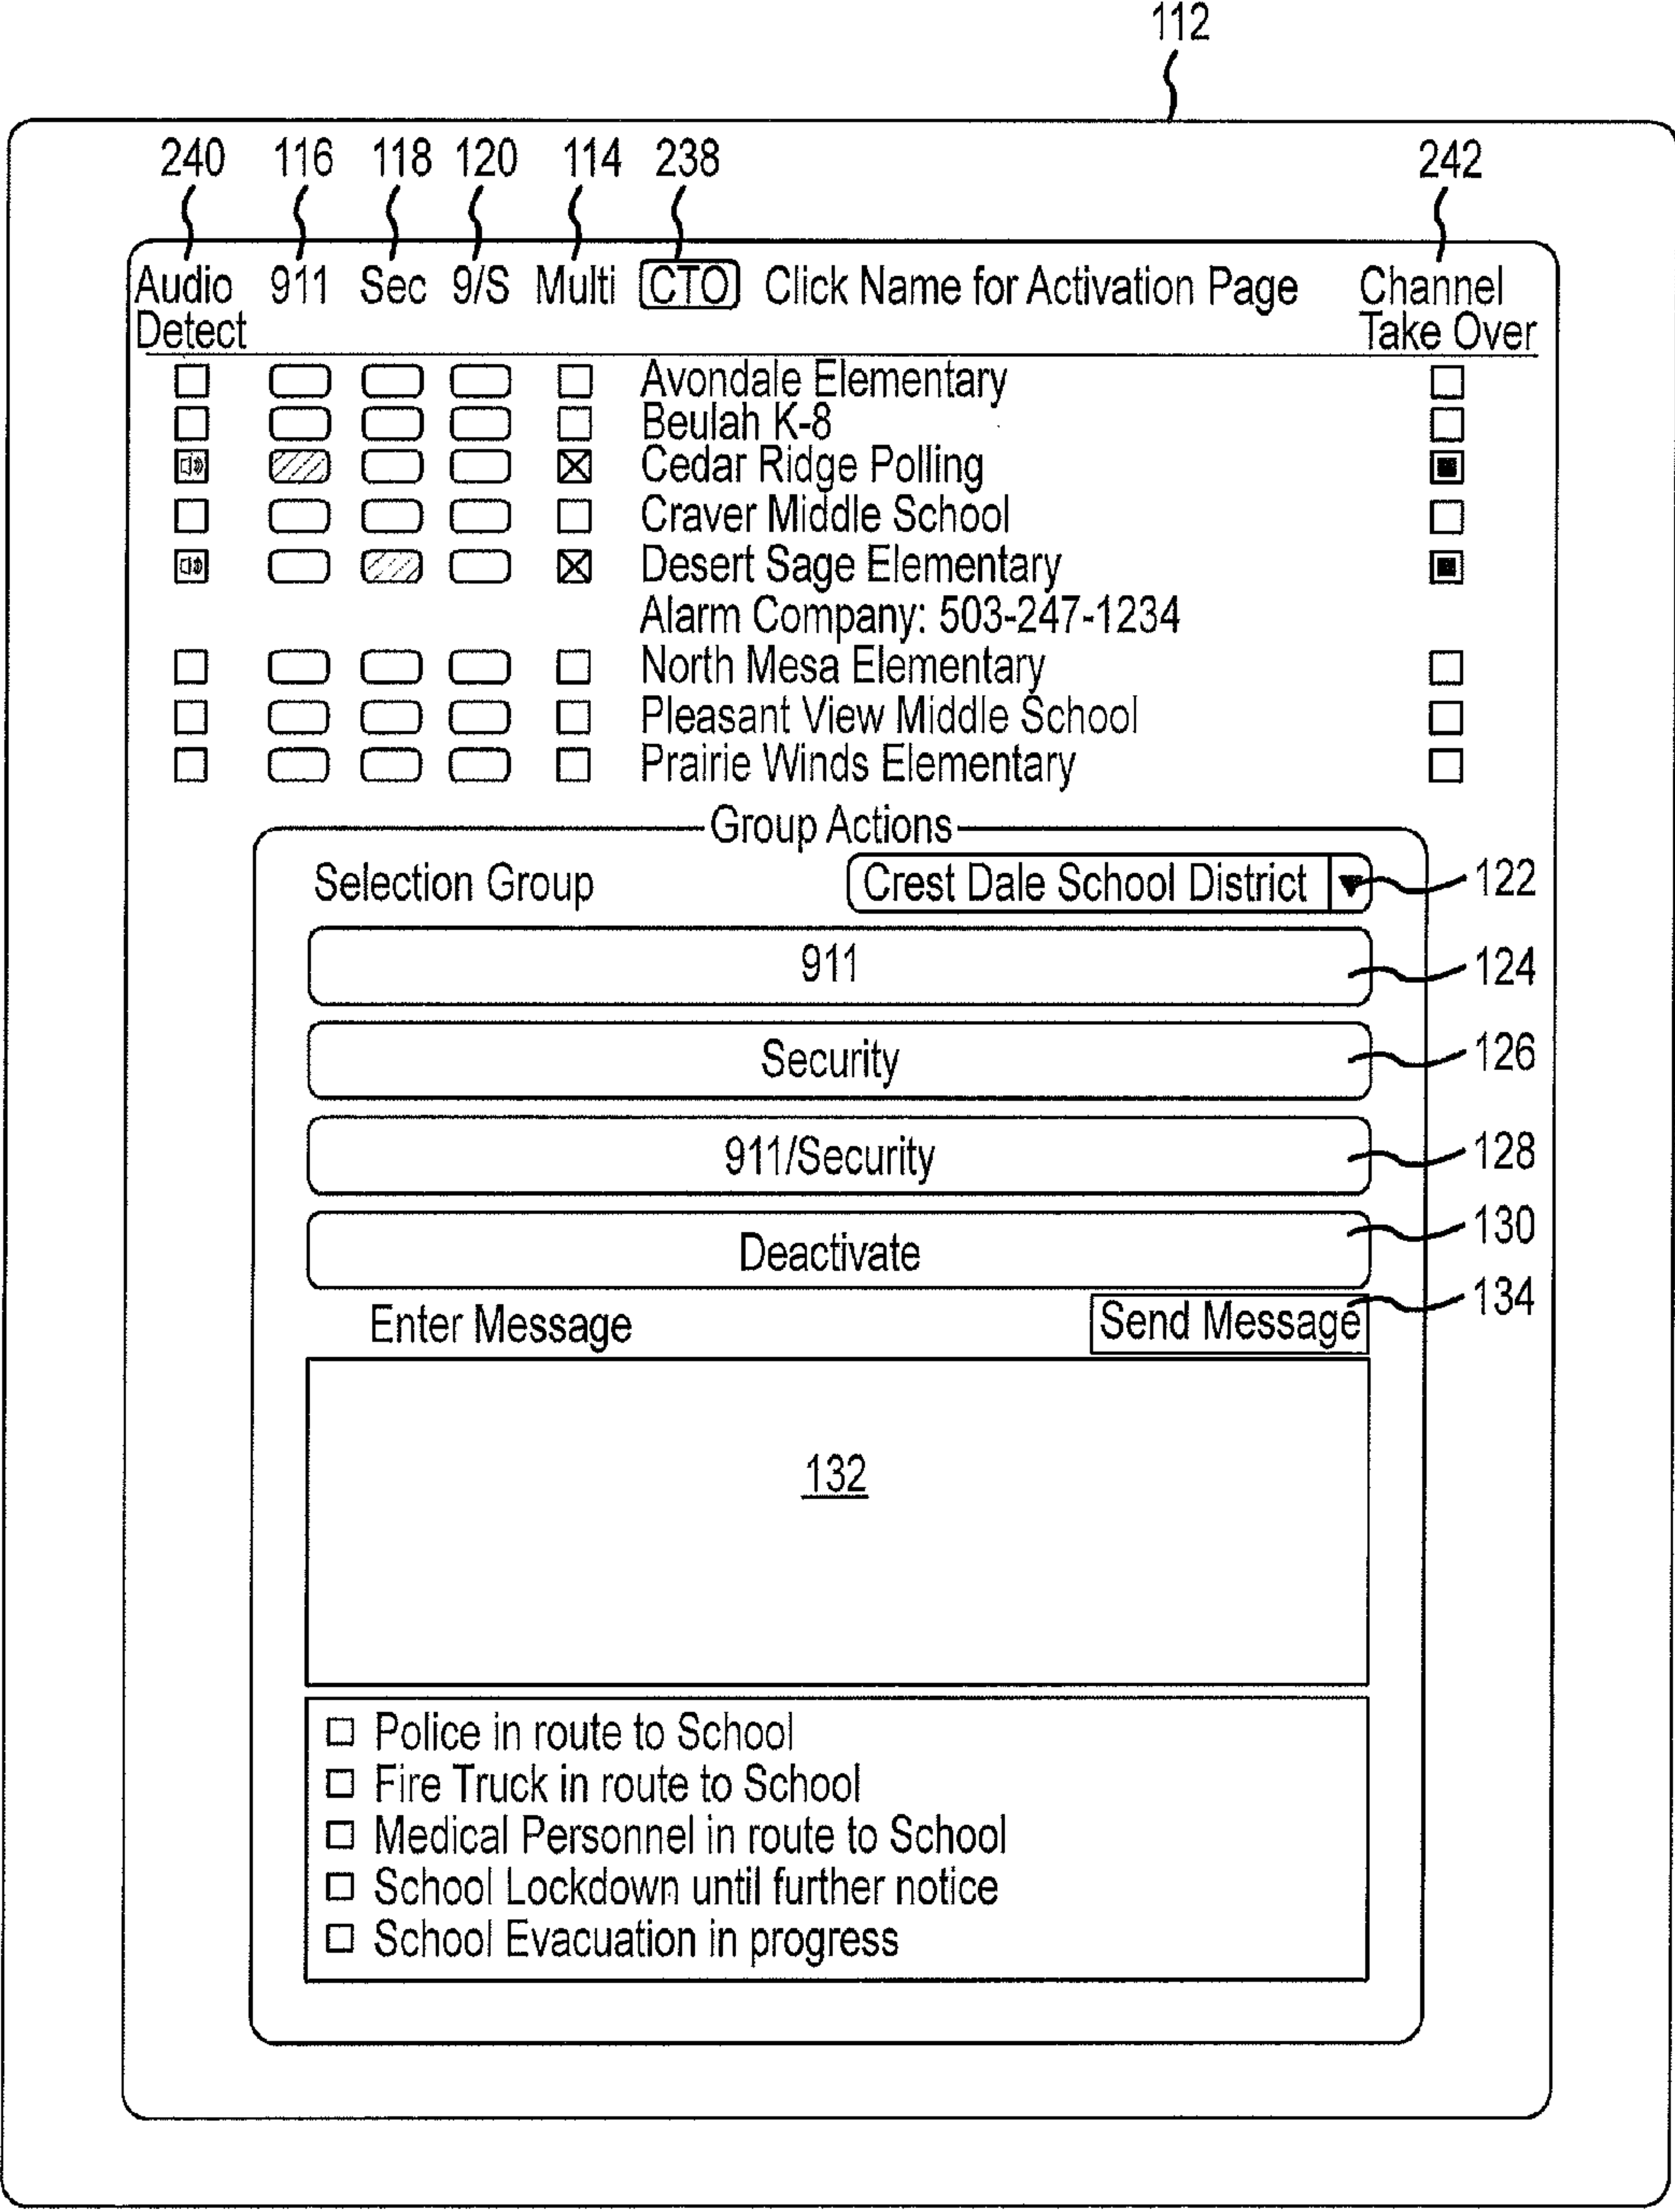 112
240 116 118 120 114 238 242
Audio 911 Sec 9/S Multi CTO Click Name for Activation Page Channel
Detect Take Over
Avondale Elementary
Beulah K-8
Cedar Ridge Polling
Craver Middle School
Desert Sage Elementary
Alarm Company: 503-247-1234
North Mesa Elementary
Pleasant View Middle School
Prairie Winds Elementary
Group Actions
Selection Group Crest Dale School District 122
911 124
Security 126
911/Security 128
Deactivate 130
Enter Message Send Message 134
132
Police in route to School
Fire Truck in route to School
Medical Personnel in route to School
School Lockdown until further notice
School Evacuation in progress